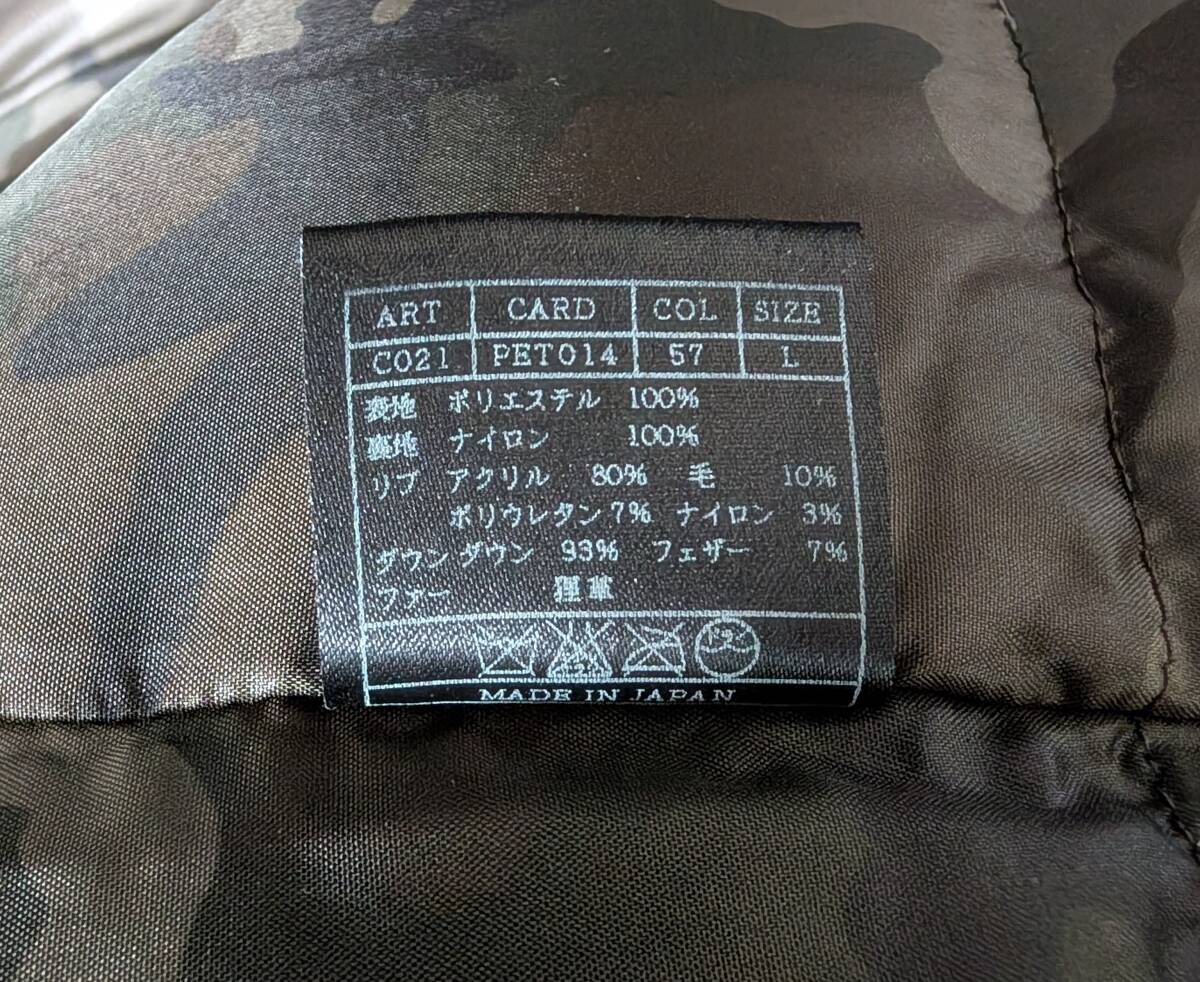 ART CARD COL SIZE
C021 PET014 57 L
表地 ポリエステル 100%
裏地 ナイロン 100%
リブ アクリル 80% 毛 10%
ポリウレタン 7% ナイロン 3%
ダウン ダウン 93% フェザー 7%
ファー 狸革
ドライ
MADE IN JAPAN